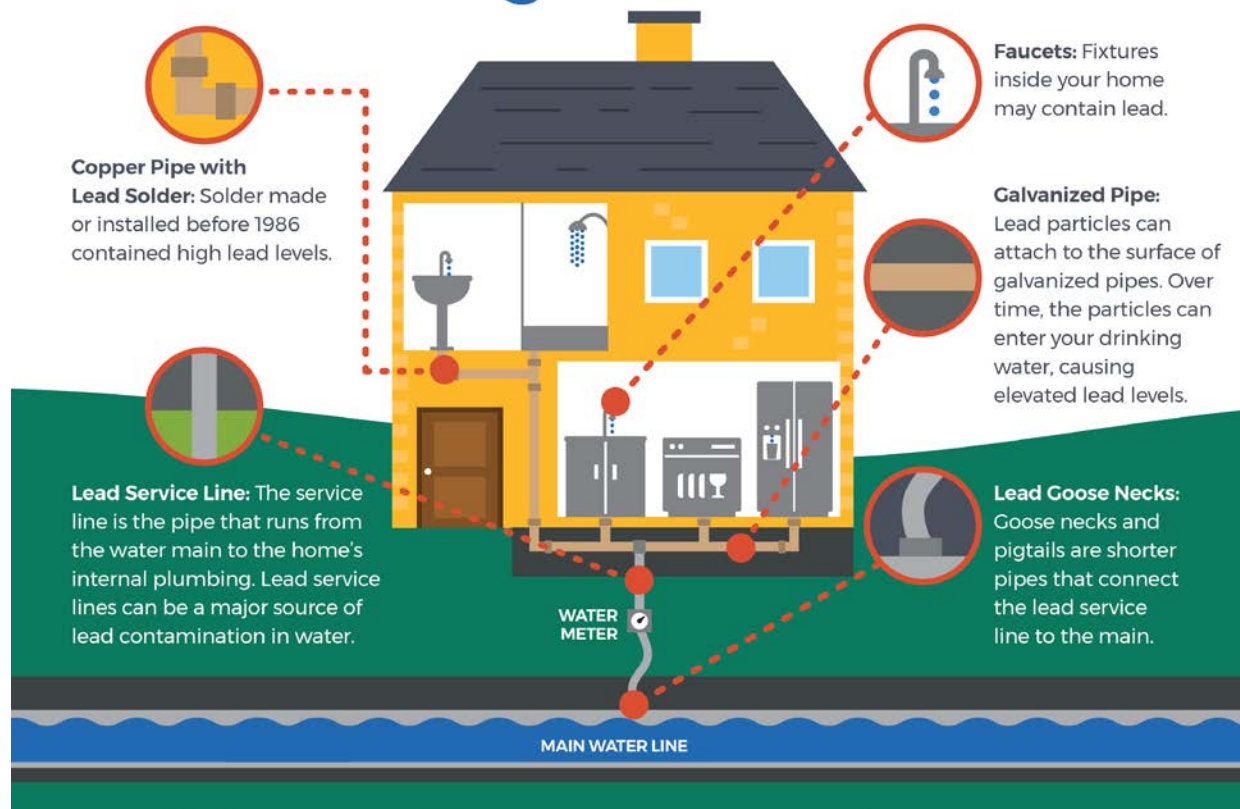 Copper Pipe with
Lead Solder: Solder made
or installed before 1986
contained high lead levels.
Faucets: Fixtures
inside your home
may contain lead.
Galvanized Pipe:
Lead particles can
attach to the surface of
galvanized pipes. Over
time, the particles can
enter your drinking
water, causing
elevated lead levels.
Lead Service Line: The service
line is the pipe that runs from
the water main to the home's
internal plumbing. Lead service
lines can be a major source of
lead contamination in water.
WATER
METER
Lead Goose Necks:
Goose necks and
pigtails are shorter
pipes that connect
the lead service
line to the main.
MAIN WATER LINE